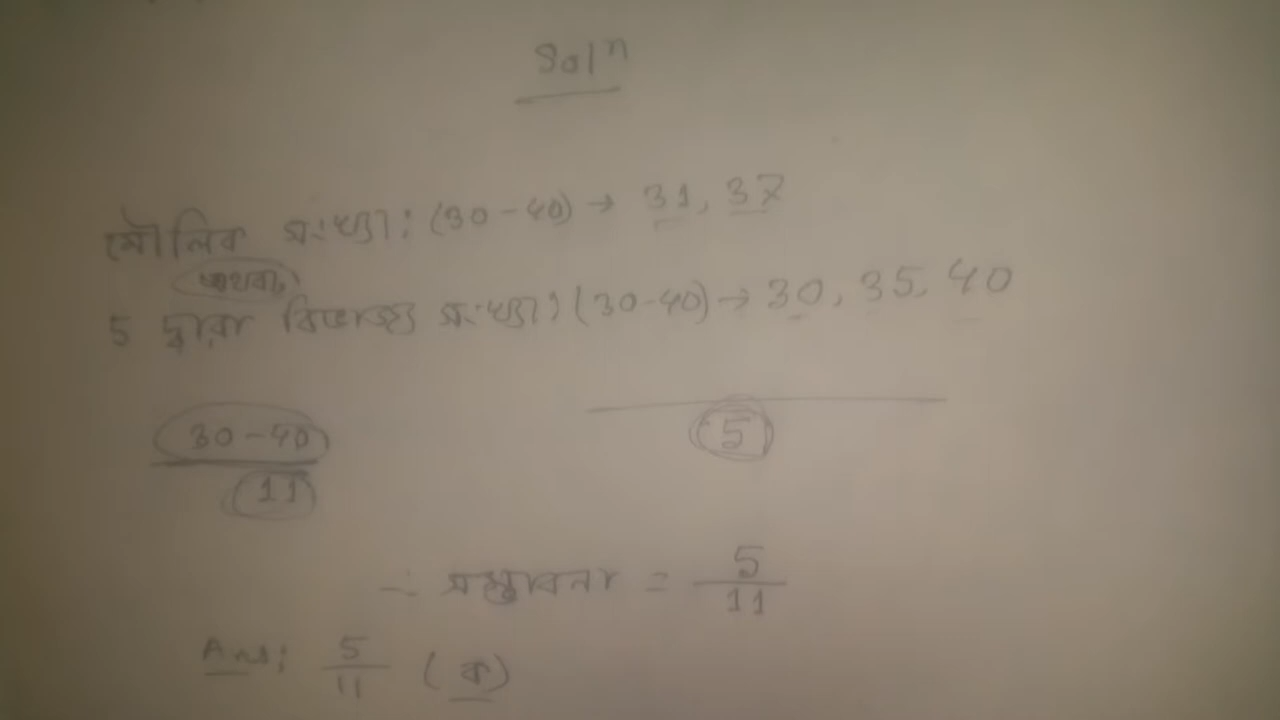 Solⁿ
মৌলিক সংখ্যা: (30-40) → 31, 37
অথবা,
5 দ্বারা বিভাজ্য সংখ্যা: (30-40) → 30, 35, 40
30-40
5
11
∴ সম্ভাবনা = 5/11
Ans: 5/11 (ক)